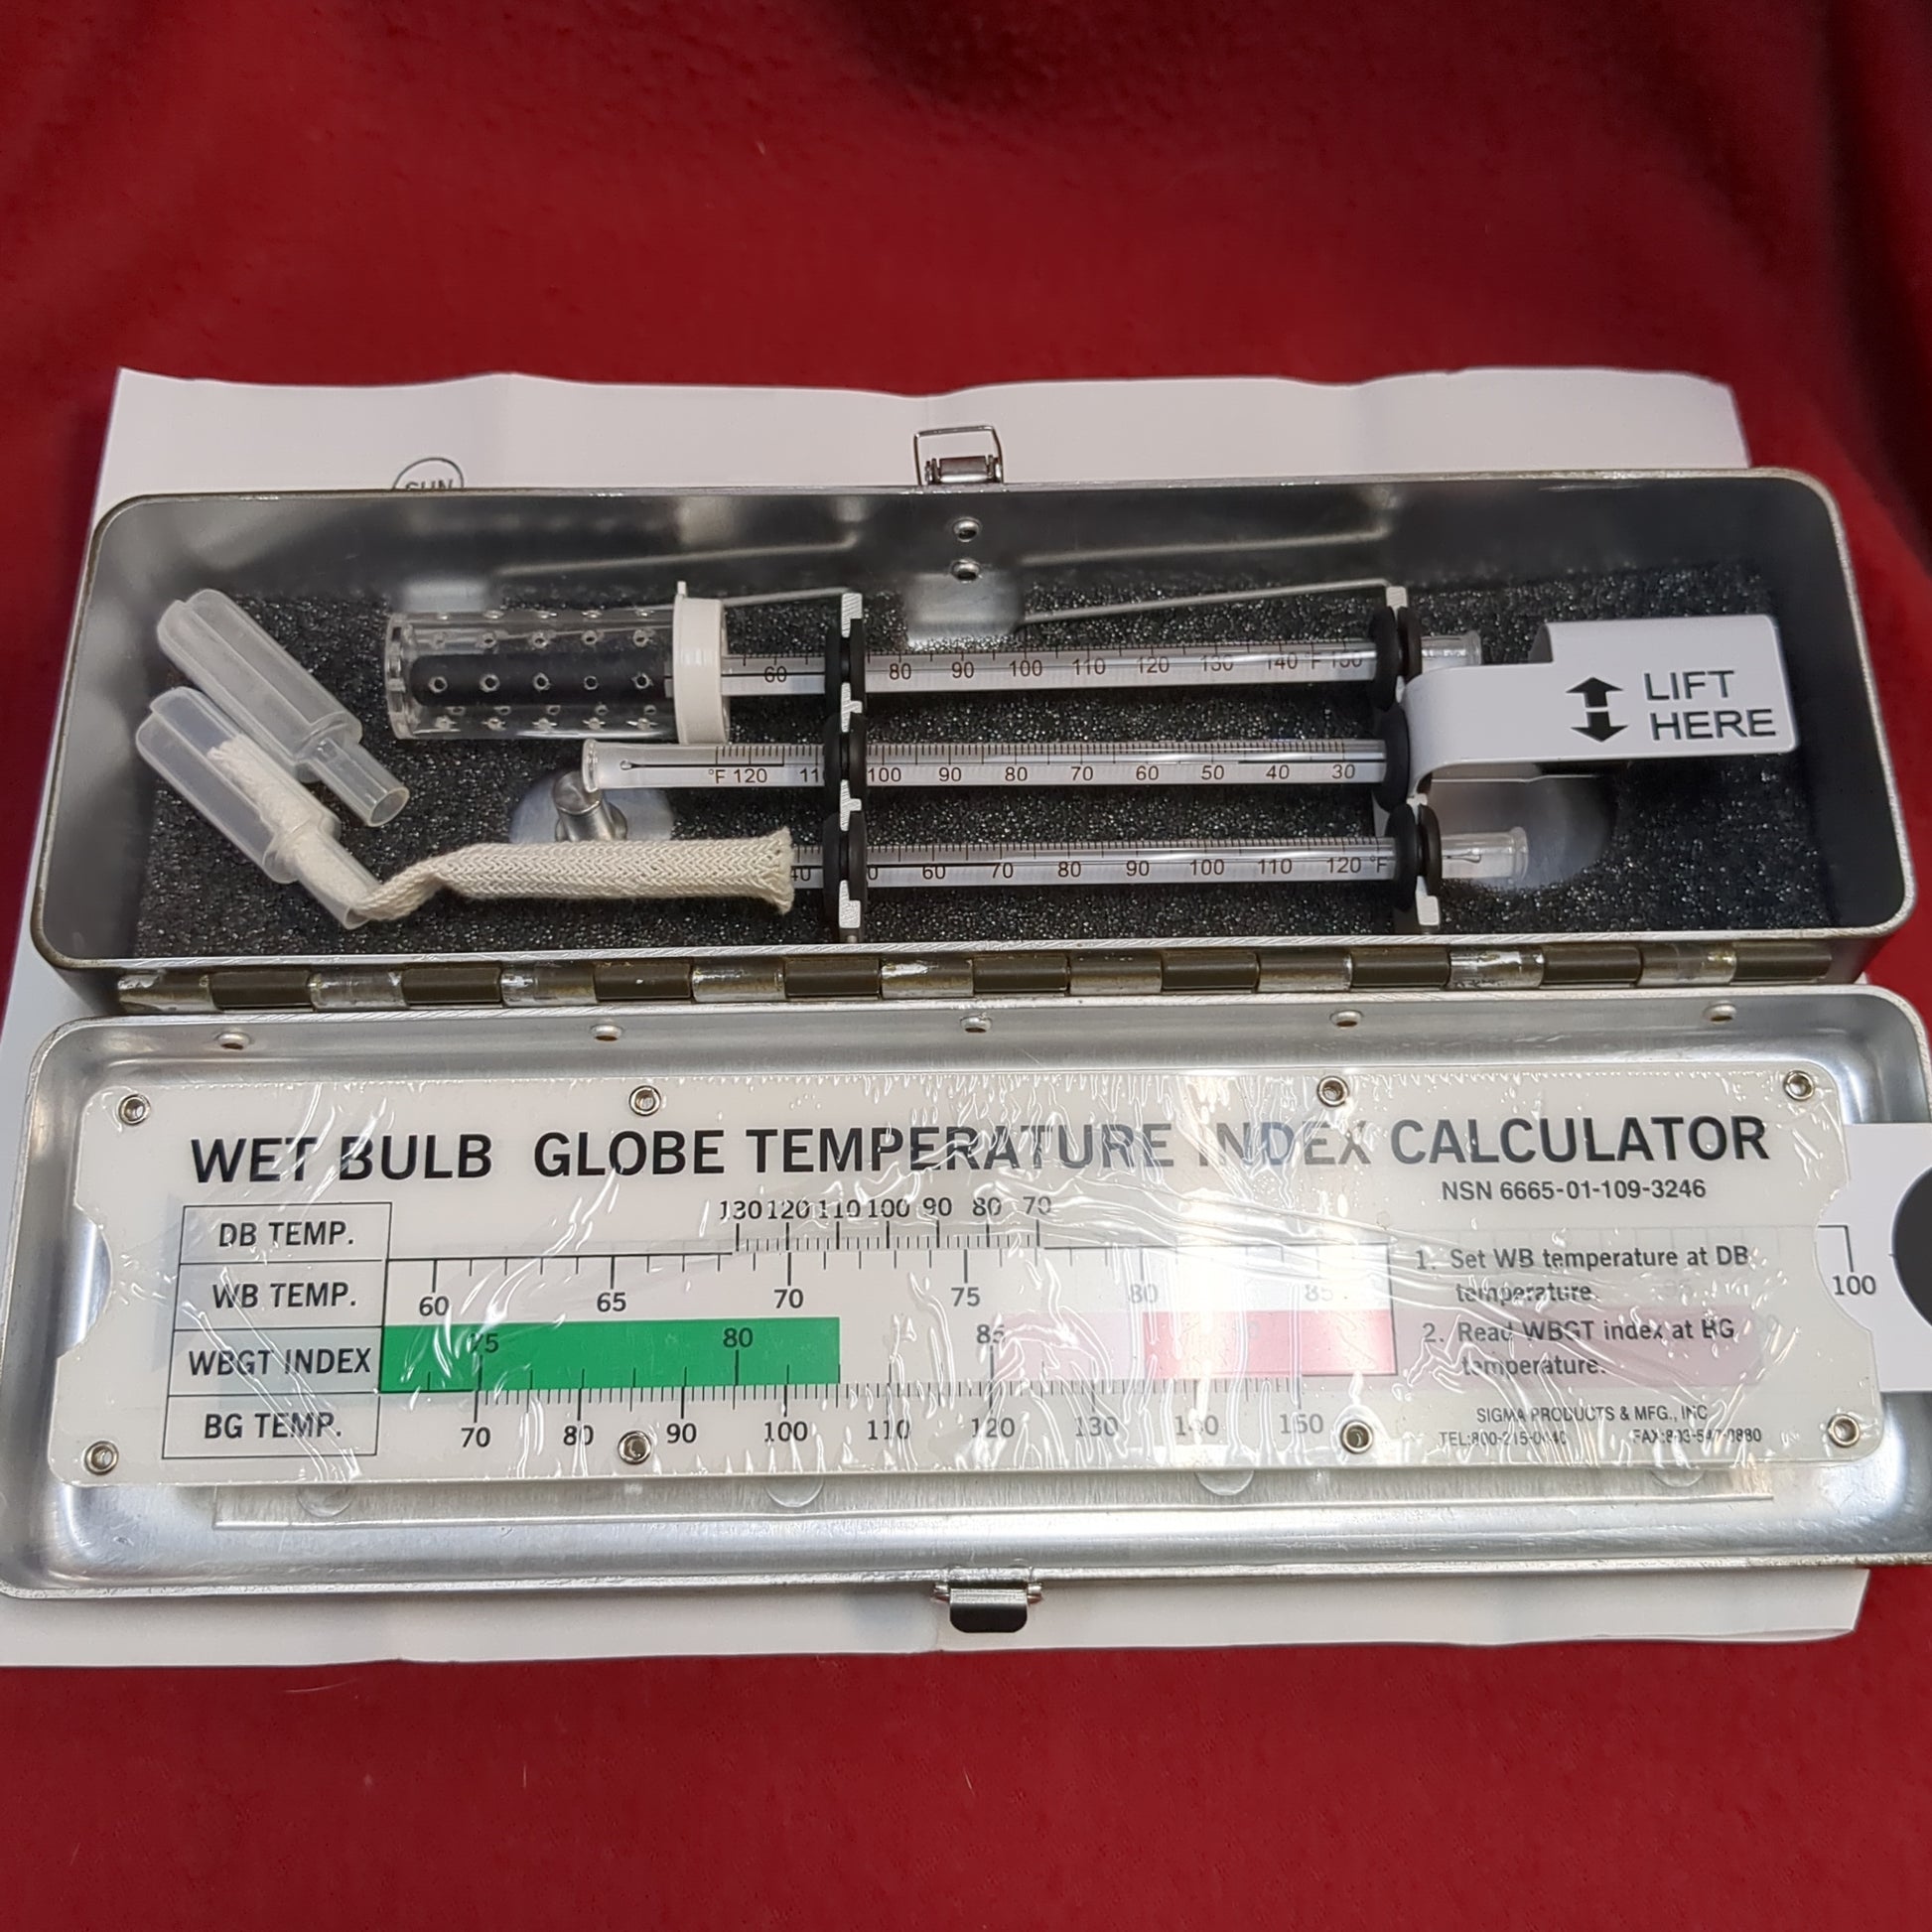 SUN
60 80 90 100 110 120 130 140 °F
LIFT
HERE
°F 120 100 90 80 70 60 50 40 30
60 70 80 90 100 110 120 °F
WET BULB GLOBE TEMPERATURE INDEX CALCULATOR
NSN 6665-01-109-3246
DB TEMP. 130 120 110 100 90 80 70
WB TEMP. 60 65 70 75 80 85
100
WBGT INDEX 75 80 85
BG TEMP. 70 80 90 100 110 120 130 140 150
1. Set WB temperature at DB
temperature.
2. Read WBGT index at BG
temperature.
SIGMA PRODUCTS & MFG., INC